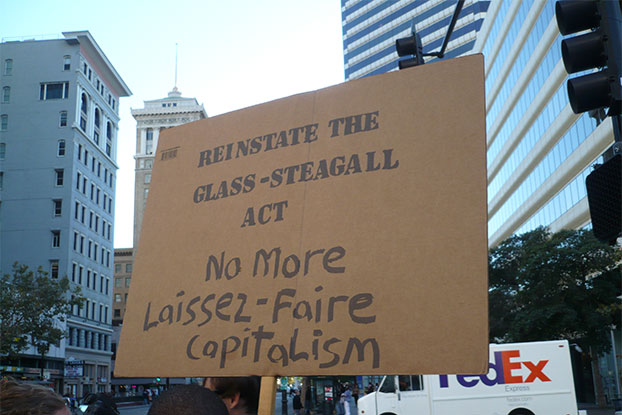 REINSTATE THE
GLASS-STEAGALL
ACT
No More
Laissez-Faire
Capitalism
FedEx
Express